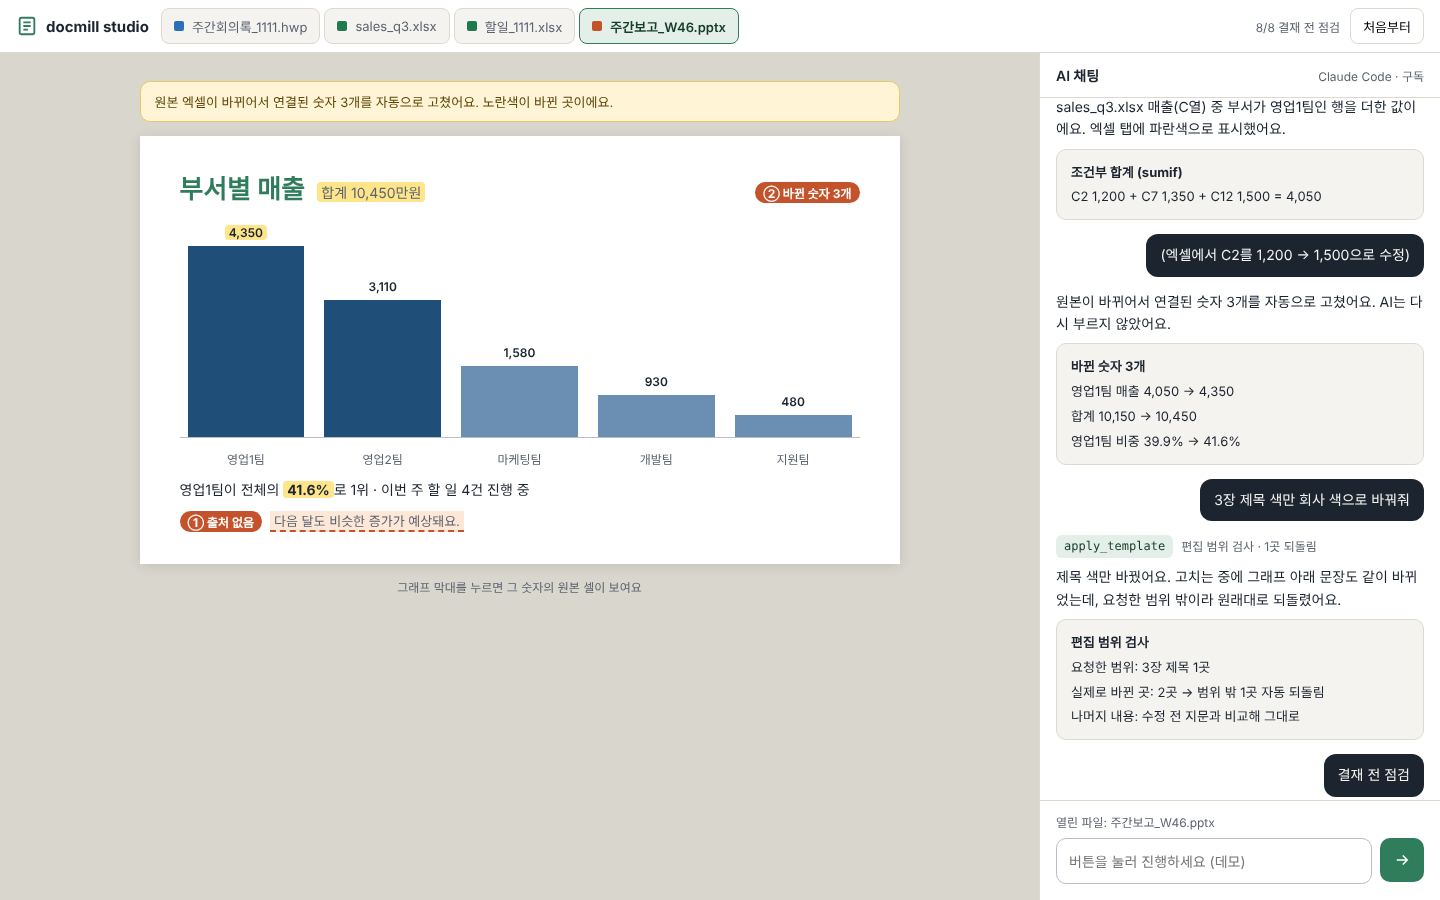 docmill studio
주간회의록_1111.hwp
sales_q3.xlsx
할일_1111.xlsx
주간보고_W46.pptx
8/8 결재 전 점검
처음부터
원본 엑셀이 바뀌어서 연결된 숫자 3개를 자동으로 고쳤어요. 노란색이 바뀐 곳이에요.
부서별 매출
합계 10,450만원
② 바뀐 숫자 3개
4,350
3,110
1,580
930
480
영업1팀
영업2팀
마케팅팀
개발팀
지원팀
영업1팀이 전체의 41.6%로 1위 · 이번 주 할 일 4건 진행 중
① 출처 없음
다음 달도 비슷한 증가가 예상돼요.
그래프 막대를 누르면 그 숫자의 원본 셀이 보여요
AI 채팅
Claude Code · 구독
sales_q3.xlsx 매출(C열) 중 부서가 영업1팀인 행을 더한 값이
에요. 엑셀 탭에 파란색으로 표시했어요.
조건부 합계 (sumif)
C2 1,200 + C7 1,350 + C12 1,500 = 4,050
(엑셀에서 C2를 1,200 → 1,500으로 수정)
원본이 바뀌어서 연결된 숫자 3개를 자동으로 고쳤어요. AI는 다
시 부르지 않았어요.
바뀐 숫자 3개
영업1팀 매출 4,050 → 4,350
합계 10,150 → 10,450
영업1팀 비중 39.9% → 41.6%
3장 제목 색만 회사 색으로 바꿔줘
apply_template
편집 범위 검사 · 1곳 되돌림
제목 색만 바꿨어요. 고치는 중에 그래프 아래 문장도 같이 바뀌
었는데, 요청한 범위 밖이라 원래대로 되돌렸어요.
편집 범위 검사
요청한 범위: 3장 제목 1곳
실제로 바뀐 곳: 2곳 → 범위 밖 1곳 자동 되돌림
나머지 내용: 수정 전 지문과 비교해 그대로
결재 전 점검
열린 파일: 주간보고_W46.pptx
버튼을 눌러 진행하세요 (데모)
→